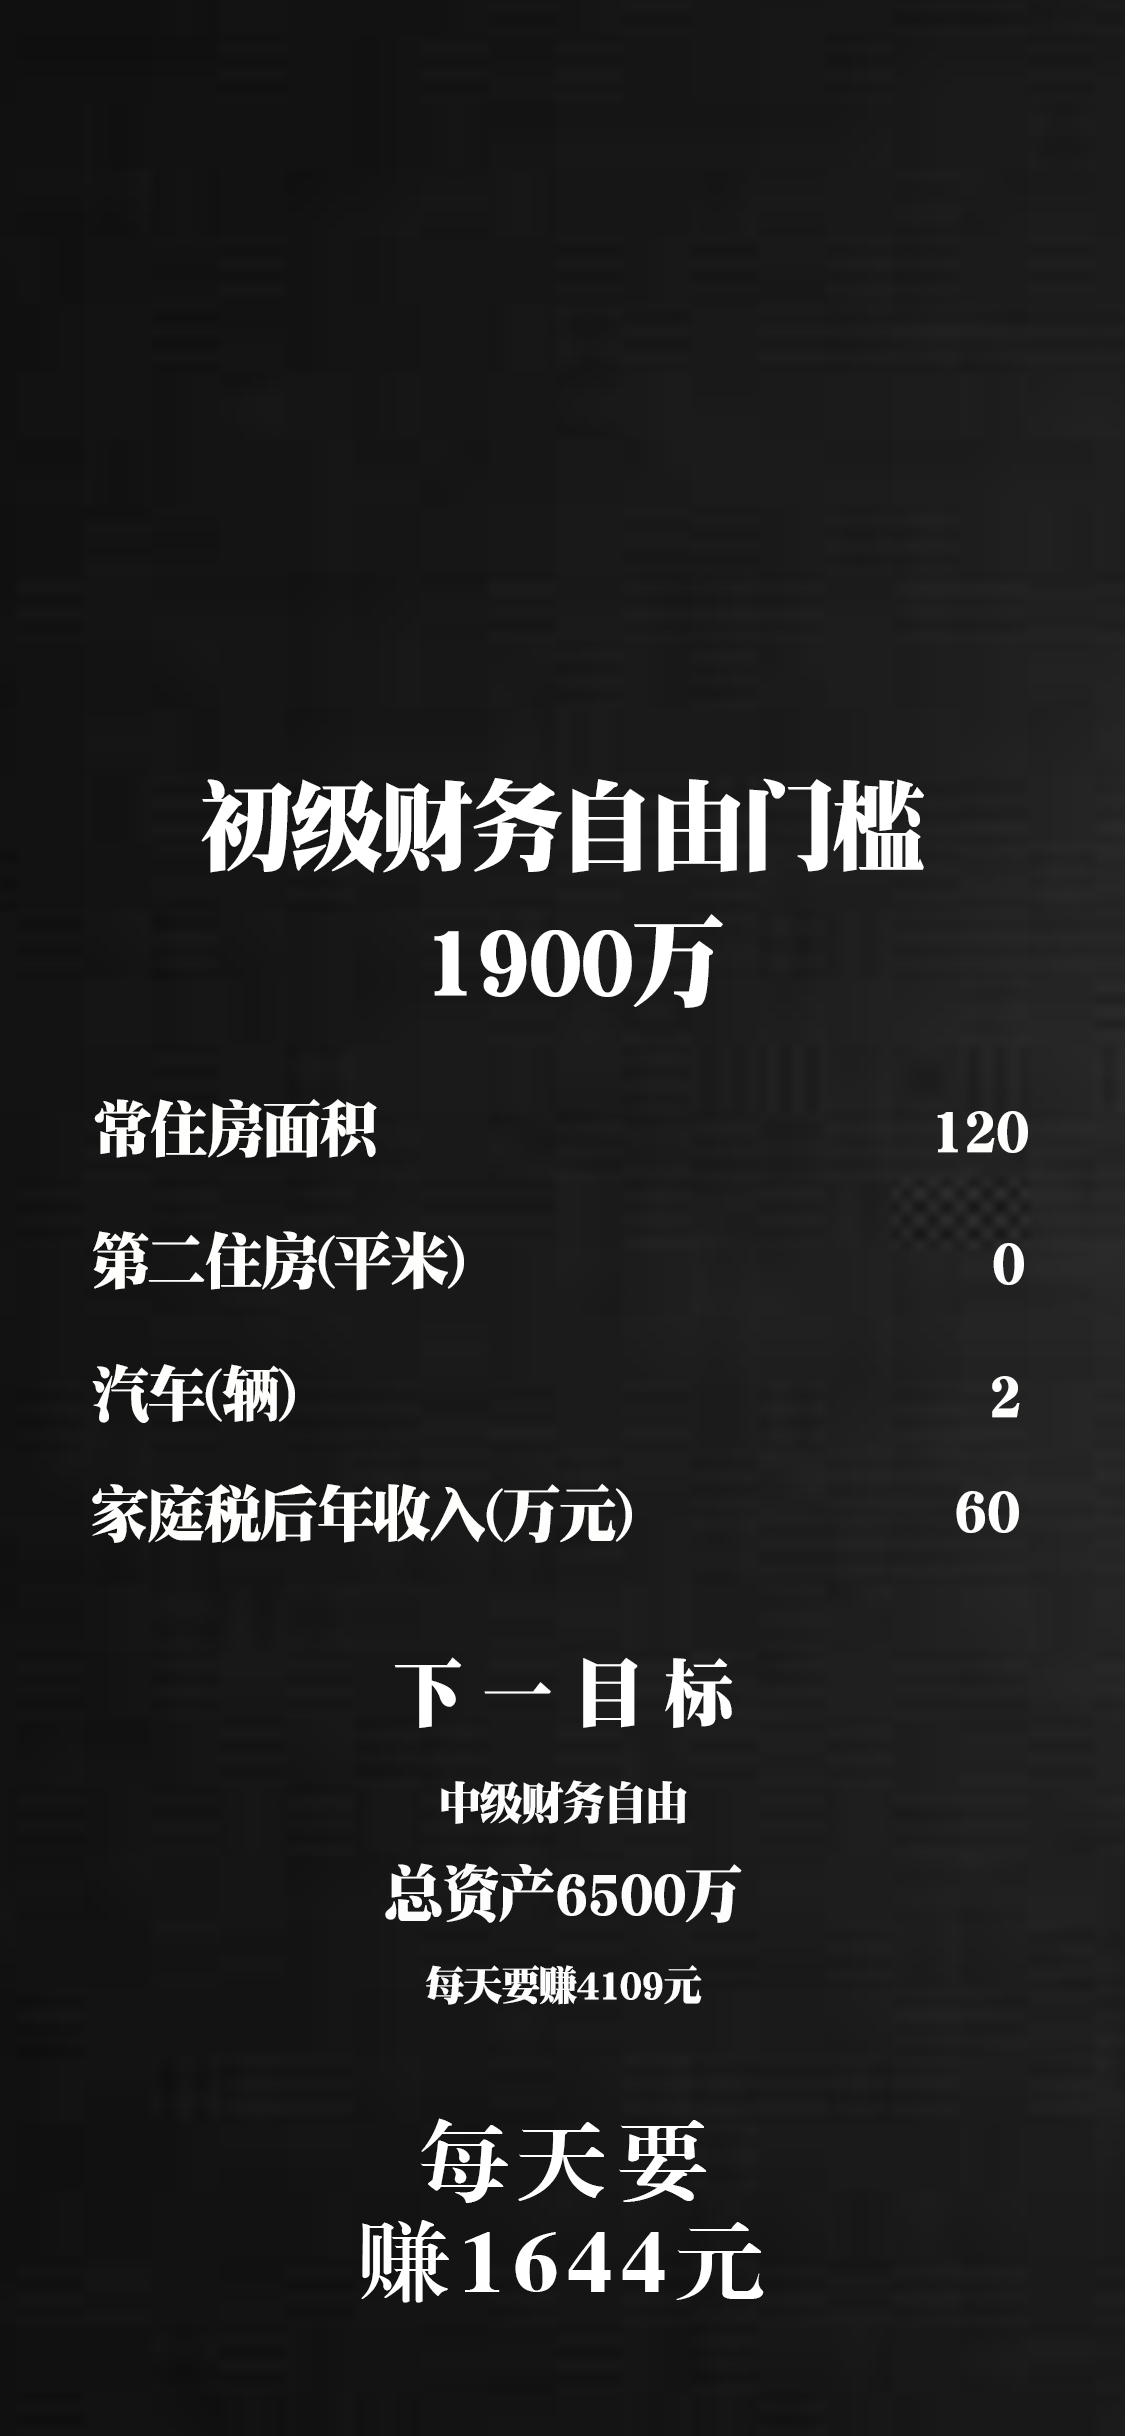 初级财务自由门槛
1900万
常住房面积 120
第二住房(平米) 0
汽车(辆) 2
家庭税后年收入(万元) 60
下一目标
中级财务自由
总资产6500万
每天要赚4109元
每天要
赚1644元